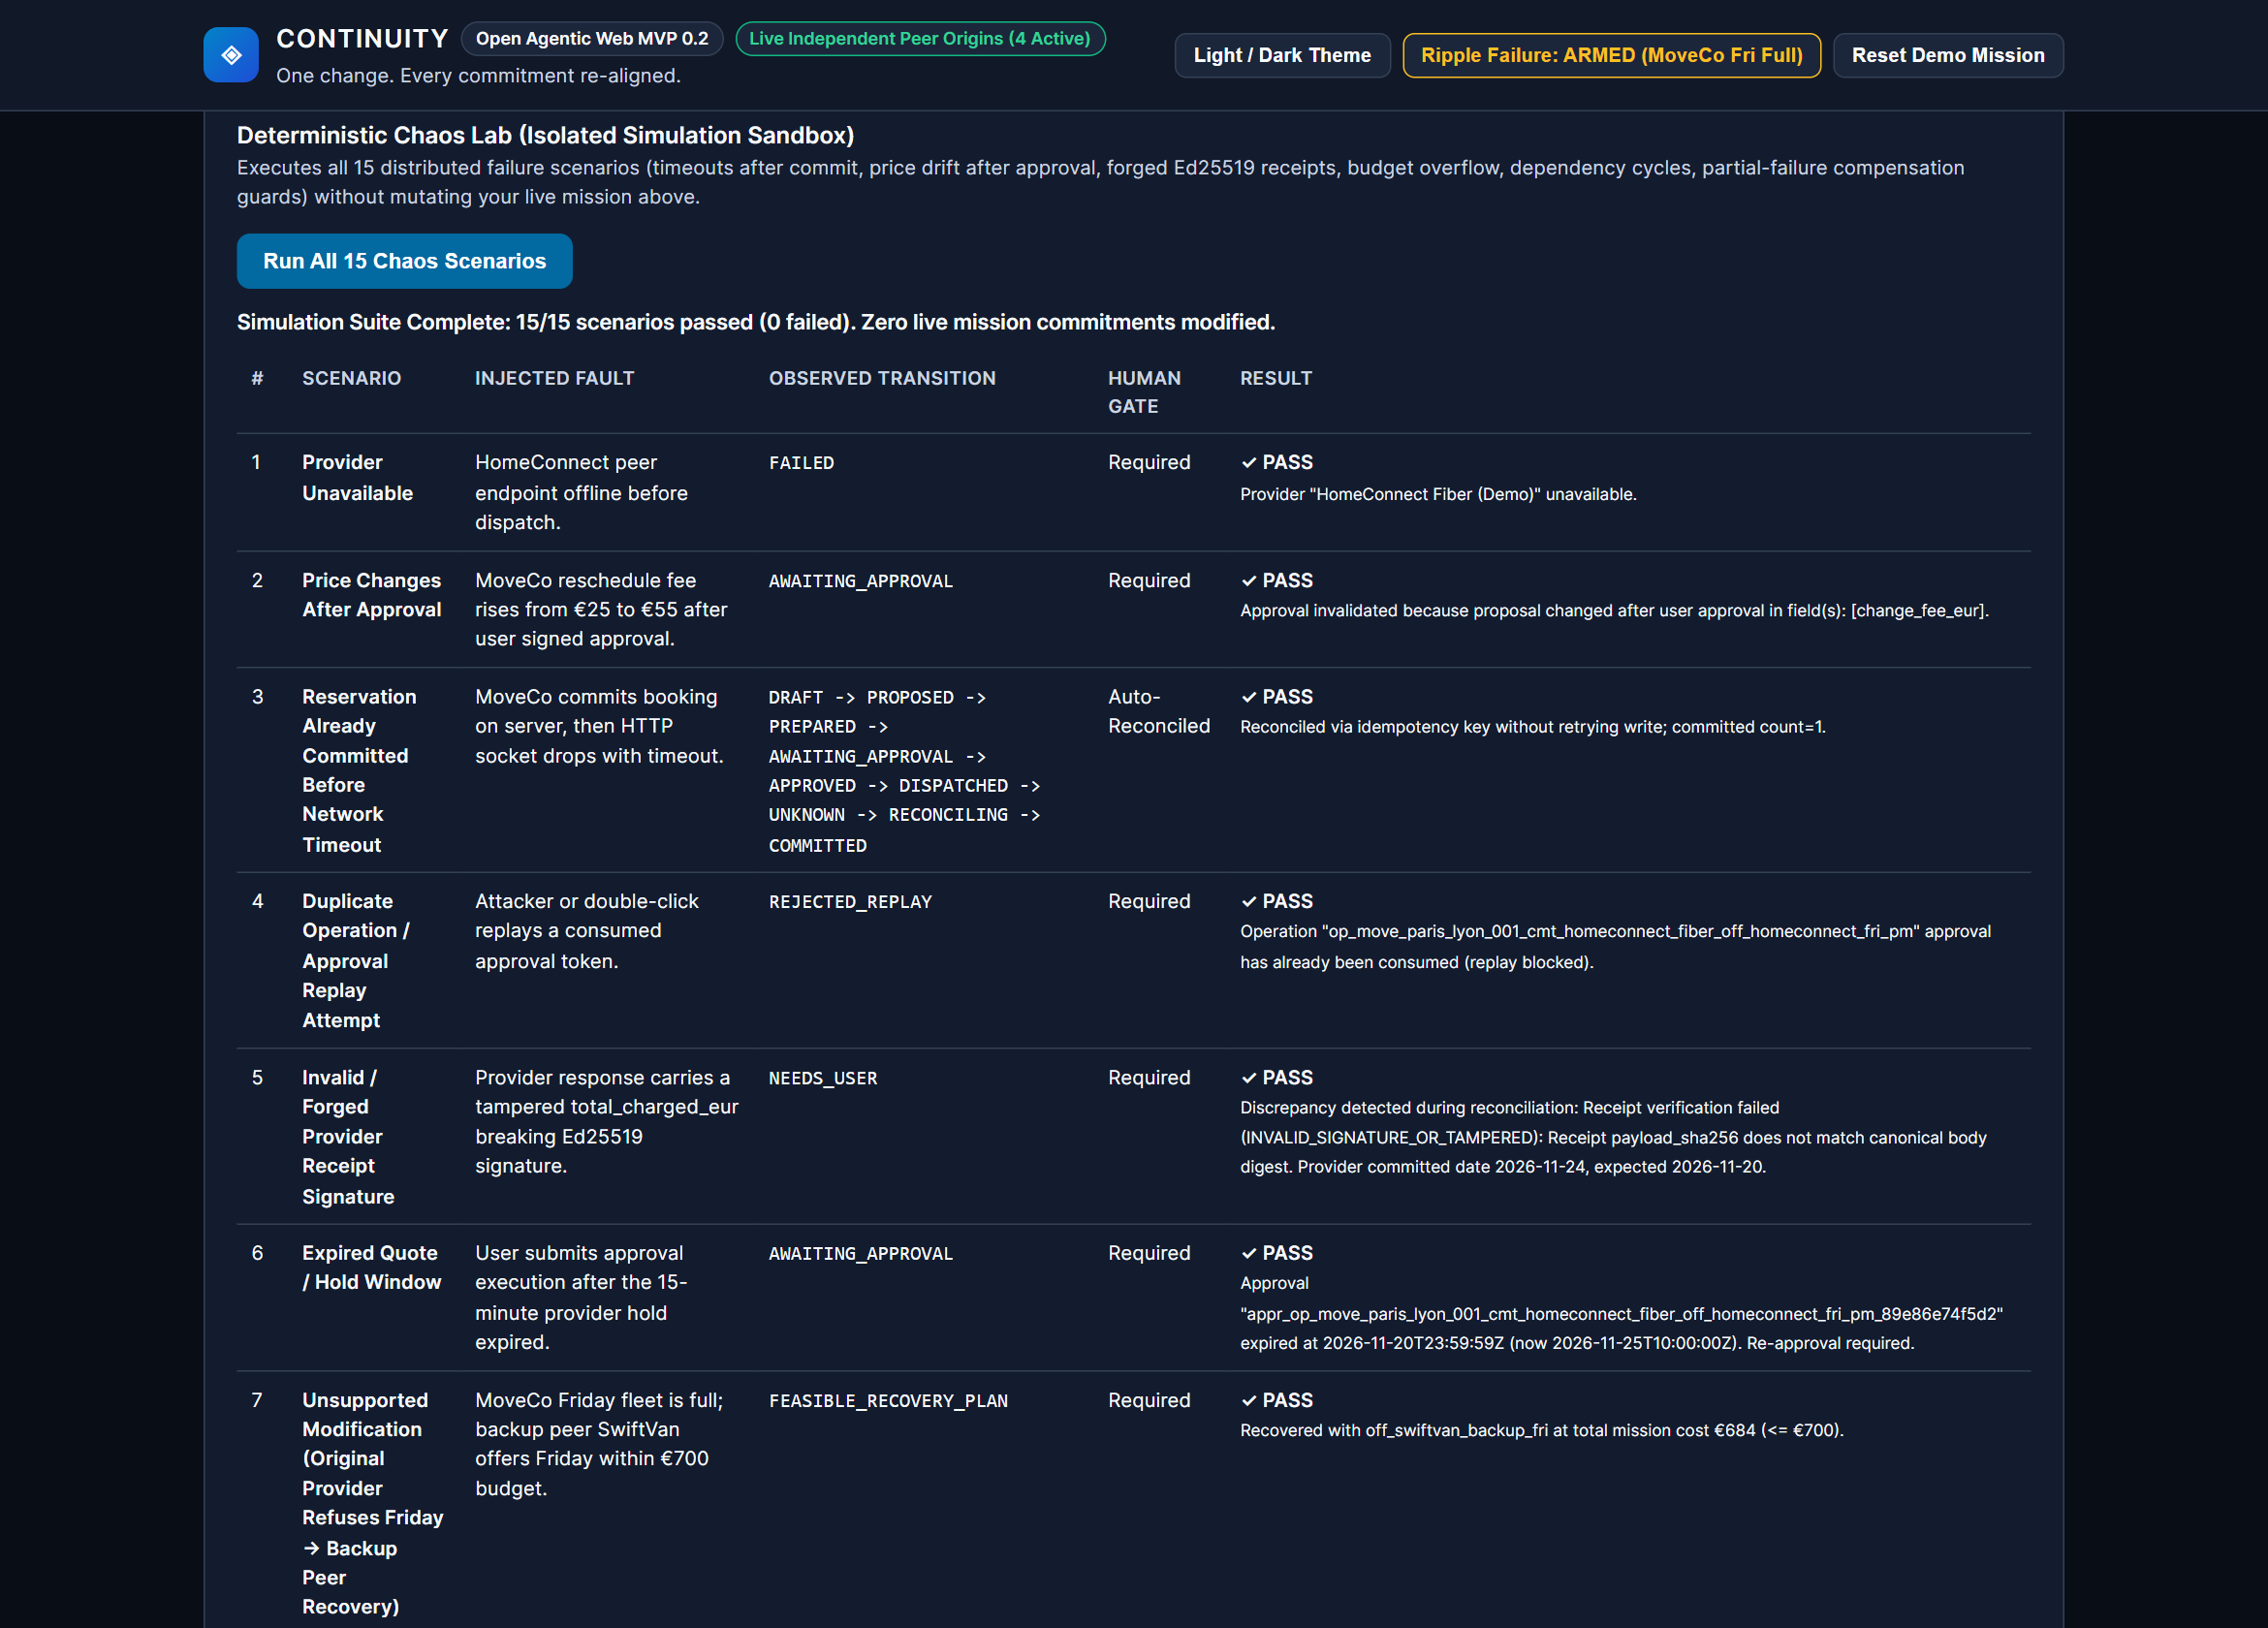 CONTINUITY
Open Agentic Web MVP 0.2
Live Independent Peer Origins (4 Active)
One change. Every commitment re-aligned.
Light / Dark Theme
Ripple Failure: ARMED (MoveCo Fri Full)
Reset Demo Mission
Deterministic Chaos Lab (Isolated Simulation Sandbox)
Executes all 15 distributed failure scenarios (timeouts after commit, price drift after approval, forged Ed25519 receipts, budget overflow, dependency cycles, partial-failure compensation
guards) without mutating your live mission above.
Run All 15 Chaos Scenarios
Simulation Suite Complete: 15/15 scenarios passed (0 failed). Zero live mission commitments modified.
#
SCENARIO
INJECTED FAULT
OBSERVED TRANSITION
HUMAN
GATE
RESULT
1
Provider
Unavailable
HomeConnect peer
endpoint offline before
dispatch.
FAILED
Required
✓ PASS
Provider "HomeConnect Fiber (Demo)" unavailable.
2
Price Changes
After Approval
MoveCo reschedule fee
rises from €25 to €55 after
user signed approval.
AWAITING_APPROVAL
Required
✓ PASS
Approval invalidated because proposal changed after user approval in field(s): [change_fee_eur].
3
Reservation
Already
Committed
Before
Network
Timeout
MoveCo commits booking
on server, then HTTP
socket drops with timeout.
DRAFT -> PROPOSED ->
PREPARED ->
AWAITING_APPROVAL ->
APPROVED -> DISPATCHED ->
UNKNOWN -> RECONCILING ->
COMMITTED
Auto-
Reconciled
✓ PASS
Reconciled via idempotency key without retrying write; committed count=1.
4
Duplicate
Operation /
Approval
Replay
Attempt
Attacker or double-click
replays a consumed
approval token.
REJECTED_REPLAY
Required
✓ PASS
Operation "op_move_paris_lyon_001_cmt_homeconnect_fiber_off_homeconnect_fri_pm" approval
has already been consumed (replay blocked).
5
Invalid /
Forged
Provider
Receipt
Signature
Provider response carries a
tampered total_charged_eur
breaking Ed25519
signature.
NEEDS_USER
Required
✓ PASS
Discrepancy detected during reconciliation: Receipt verification failed
(INVALID_SIGNATURE_OR_TAMPERED): Receipt payload_sha256 does not match canonical body
digest. Provider committed date 2026-11-24, expected 2026-11-20.
6
Expired Quote
/ Hold Window
User submits approval
execution after the 15-
minute provider hold
expired.
AWAITING_APPROVAL
Required
✓ PASS
Approval
"appr_op_move_paris_lyon_001_cmt_homeconnect_fiber_off_homeconnect_fri_pm_89e86e74f5d2"
expired at 2026-11-20T23:59:59Z (now 2026-11-25T10:00:00Z). Re-approval required.
7
Unsupported
Modification
(Original
Provider
Refuses Friday
→ Backup
Peer
Recovery)
MoveCo Friday fleet is full;
backup peer SwiftVan
offers Friday within €700
budget.
FEASIBLE_RECOVERY_PLAN
Required
✓ PASS
Recovered with off_swiftvan_backup_fri at total mission cost €684 (<= €700).